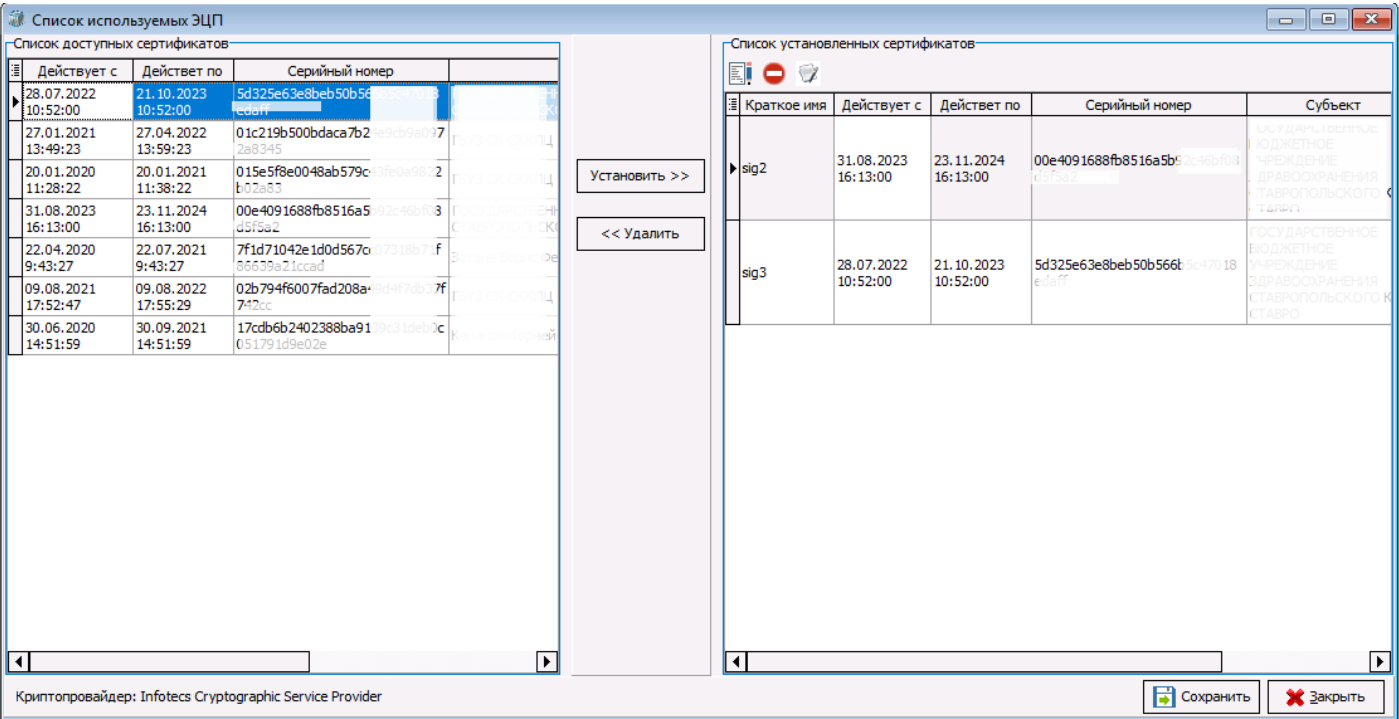 Список используемых ЭЦП
Список доступных сертификатов
Действует с Действет по Серийный номер
28.07.2022 21.10.2023 5d325e63e8beb50b56
10:52:00 10:52:00 edaff
27.01.2021 27.04.2022 01c219b500bdaca7b2
13:49:23 13:59:23 2a8345
20.01.2020 20.01.2021 015e5f8e0048ab579c
11:28:22 11:38:22 b02a83
31.08.2023 23.11.2024 00e4091688fb8516a5
16:13:00 16:13:00 d5f5a2
22.04.2020 22.07.2021 7f1d71042e1d0d567c
9:43:27 9:43:27 86639a21ccad
09.08.2021 09.08.2022 02b794f6007fad208a
17:52:47 17:55:29 742cc
30.06.2020 30.09.2021 17cdb6b2402388ba91
14:51:59 14:51:59 051791d9e02e
Установить >>
<< Удалить
Список установленных сертификатов
Краткое имя Действует с Действет по Серийный номер Субъект
sig2 31.08.2023 23.11.2024 00e4091688fb8516a5b
16:13:00 16:13:00 d5f5a2
sig3 28.07.2022 21.10.2023 5d325e63e8beb50b566
10:52:00 10:52:00 edaff
ГОСУДАРСТВЕННОЕ
БЮДЖЕТНОЕ
УЧРЕЖДЕНИЕ
ЗДРАВООХРАНЕНИЯ
СТАВРОПОЛЬСКОГО К
СТАВРО
Криптопровайдер: Infotecs Cryptographic Service Provider
Сохранить
Закрыть